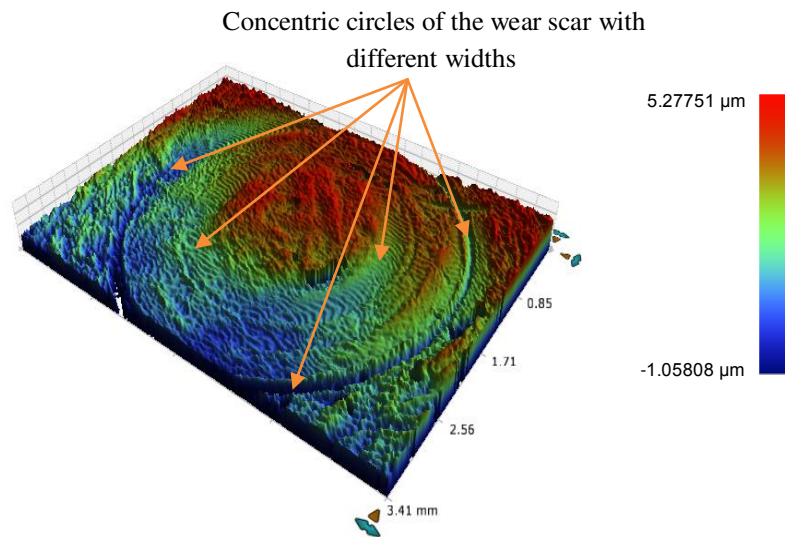 Concentric circles of the wear scar with
different widths
5.27751 µm
-1.05808 µm
0.85
1.71
2.56
3.41 mm